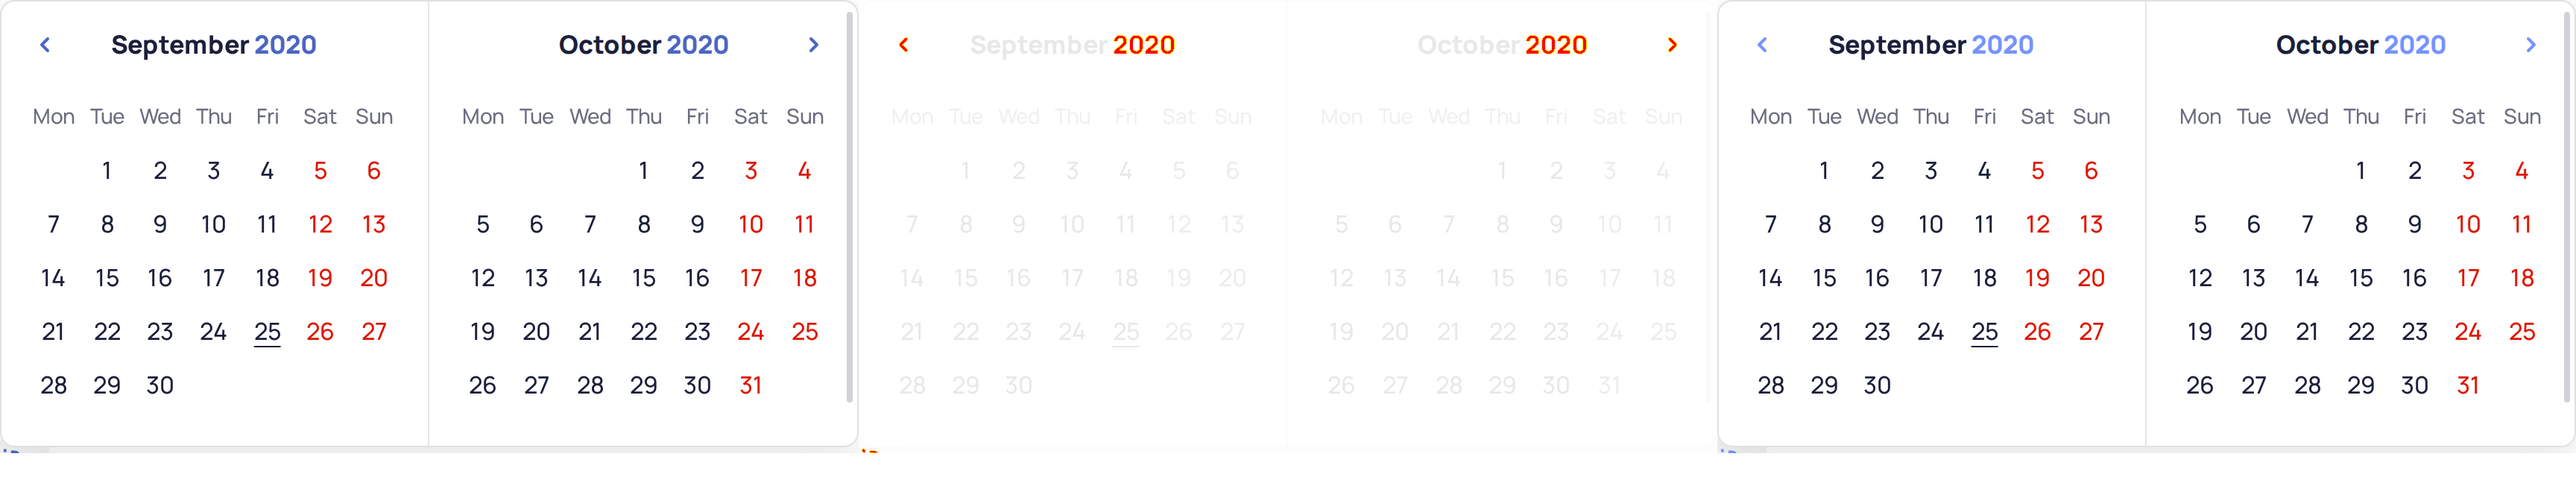 September 2020 October 2020 September 2020 October 2020 September 2020 October 2020
Mon Tue Wed Thu Fri Sat Sun Mon Tue Wed Thu Fri Sat Sun Mon Tue Wed Thu Fri Sat Sun Mon Tue Wed Thu Fri Sat Sun Mon Tue Wed Thu Fri Sat Sun Mon Tue Wed Thu Fri Sat Sun
1 2 3 4 5 6 1 2 3 4 1 2 3 4 5 6 1 2 3 4 1 2 3 4 5 6 1 2 3 4
7 8 9 10 11 12 13 5 6 7 8 9 10 11 7 8 9 10 11 12 13 5 6 7 8 9 10 11 7 8 9 10 11 12 13 5 6 7 8 9 10 11
14 15 16 17 18 19 20 12 13 14 15 16 17 18 14 15 16 17 18 19 20 12 13 14 15 16 17 18 14 15 16 17 18 19 20 12 13 14 15 16 17 18
21 22 23 24 25 26 27 19 20 21 22 23 24 25 21 22 23 24 25 26 27 19 20 21 22 23 24 25 21 22 23 24 25 26 27 19 20 21 22 23 24 25
28 29 30 26 27 28 29 30 31 28 29 30 26 27 28 29 30 31 28 29 30 26 27 28 29 30 31